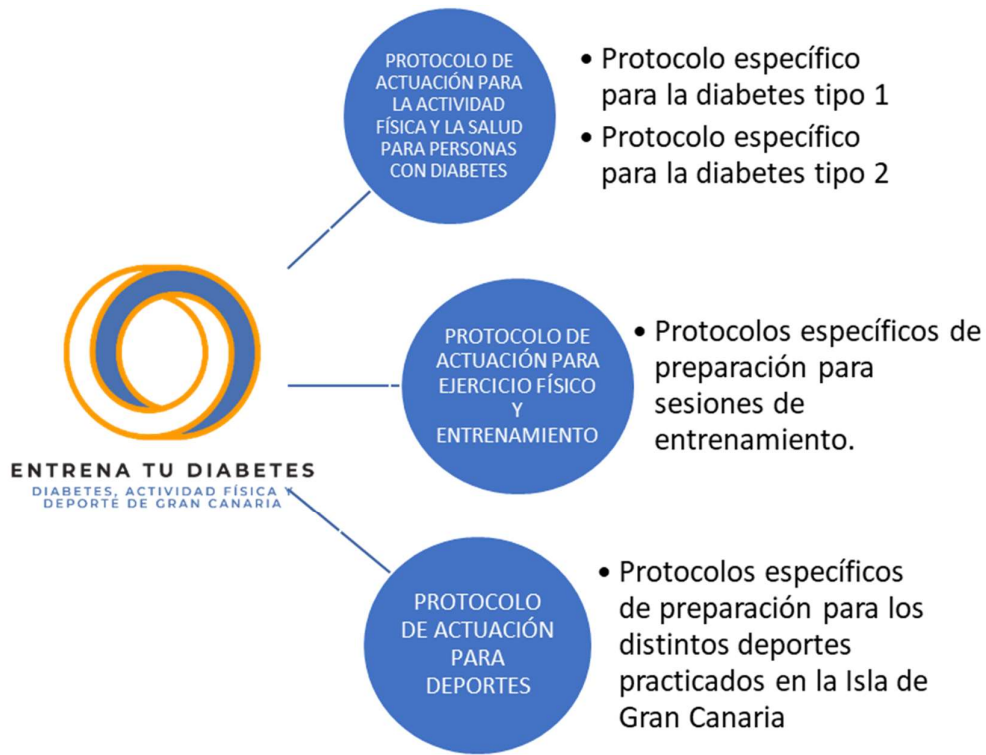 PROTOCOLO DE
ACTUACIÓN PARA
LA ACTIVIDAD
FÍSICA Y LA SALUD
PARA PERSONAS
CON DIABETES
• Protocolo específico
para la diabetes tipo 1
• Protocolo específico
para la diabetes tipo 2
ENTRENA TU DIABETES
DIABETES, ACTIVIDAD FÍSICA Y
DEPORTE DE GRAN CANARIA
PROTOCOLO DE
ACTUACIÓN PARA
EJERCICIO FÍSICO
Y
ENTRENAMIENTO
• Protocolos específicos de
preparación para
sesiones de
entrenamiento.
PROTOCOLO
DE ACTUACIÓN
PARA
DEPORTES
• Protocolos específicos
de preparación para los
distintos deportes
practicados en la Isla de
Gran Canaria